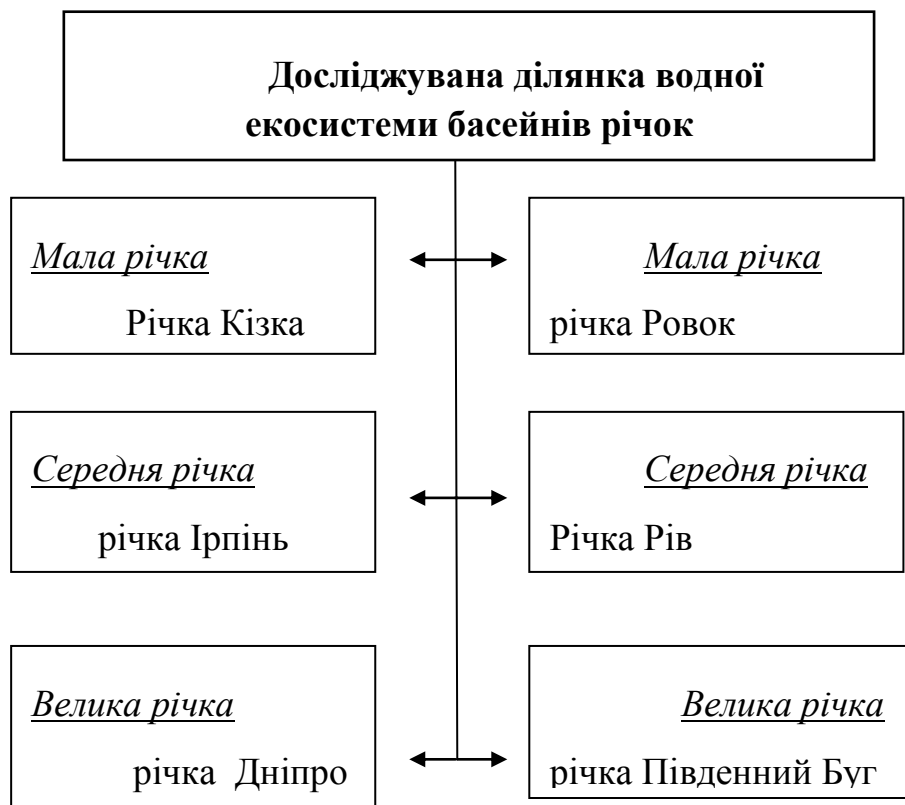 Досліджувана ділянка водної
екосистеми басейнів річок
Мала річка
Річка Кізка
Мала річка
річка Ровок
Середня річка
річка Ірпінь
Середня річка
Річка Рів
Велика річка
річка Дніпро
Велика річка
річка Південний Буг